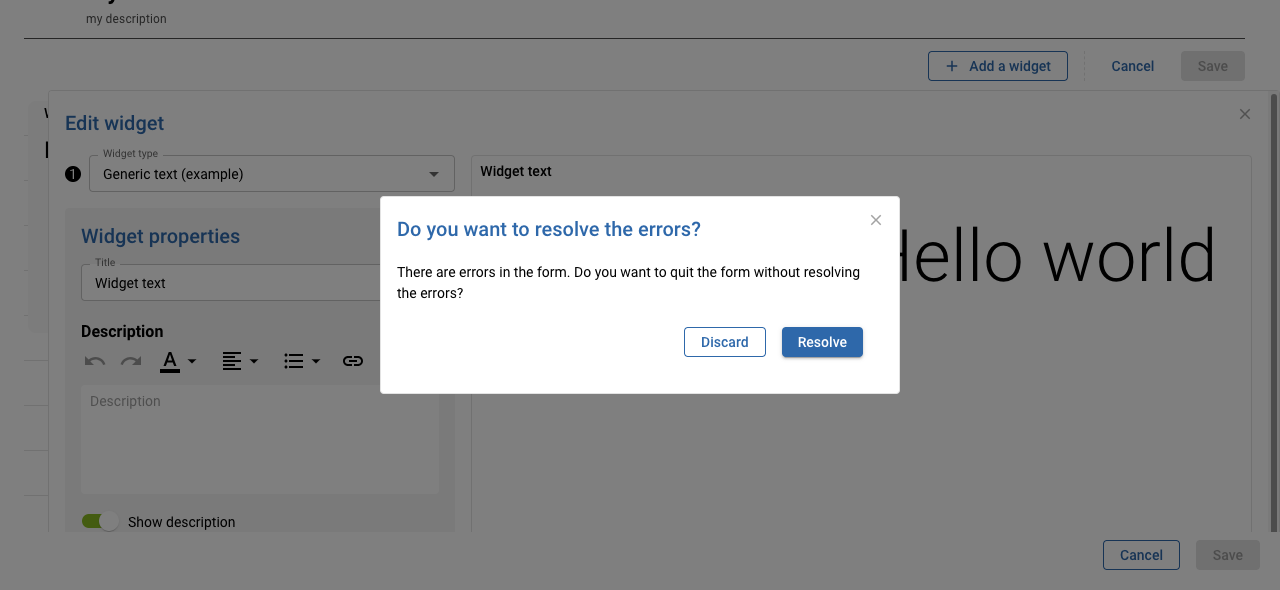 my description
Add a widget
Cancel
Save
Edit widget
Widget type
1
Generic text (example)
Widget text
Widget properties
Title
Widget text
Hello world
Do you want to resolve the errors?
There are errors in the form. Do you want to quit the form without resolving
the errors?
Discard
Resolve
Description
A
Description
Show description
Cancel
Save